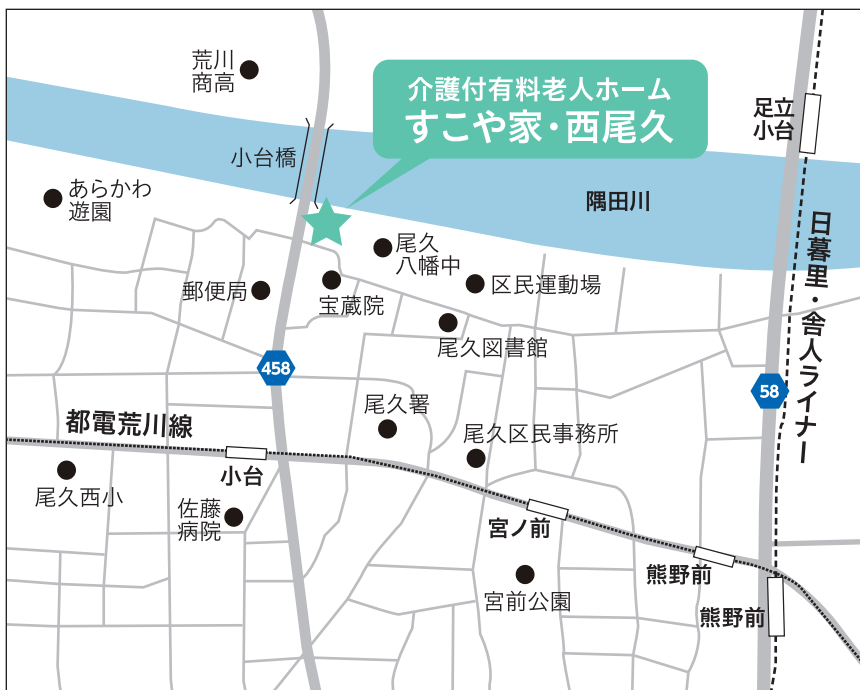 荒川
商高
介護付有料老人ホーム
すこや家・西尾久
足立
小台
小台橋
あらかわ
遊園
隅田川
日暮里・舎人ライナー
尾久
八幡中
区民運動場
郵便局
宝蔵院
尾久図書館
458
58
尾久署
都電荒川線
尾久区民事務所
小台
尾久西小
佐藤
病院
宮ノ前
熊野前
宮前公園
熊野前